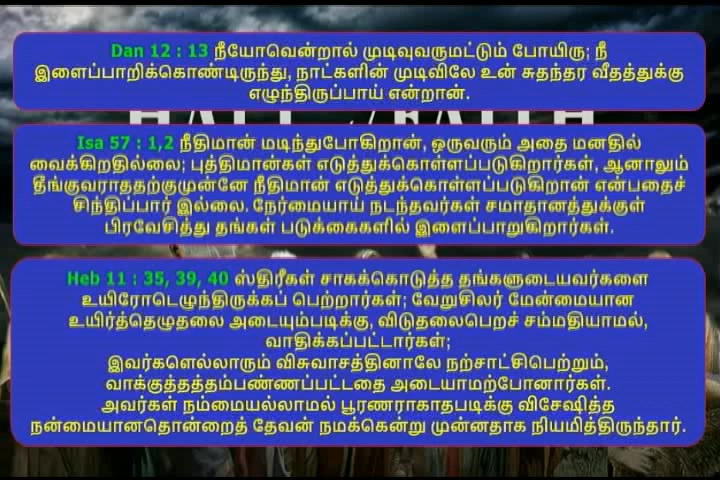 Dan 12 : 13 நீயோவென்றால் முடிவுவருமட்டும் போயிரு; நீ
இளைப்பாறிக்கொண்டிருந்து, நாட்களின் முடிவிலே உன் சுதந்தர வீதத்துக்கு
எழுந்திருப்பாய் என்றான்.
HALL of FAITH
Isa 57 : 1,2 நீதிமான் மடிந்துபோகிறான், ஒருவரும் அதை மனதில்
வைக்கிறதில்லை; புத்திமான்கள் எடுத்துக்கொள்ளப்படுகிறார்கள், ஆனாலும்
தீங்குவராததற்குமுன்னே நீதிமான் எடுத்துக்கொள்ளப்படுகிறான் என்பதைச்
சிந்திப்பார் இல்லை. நேர்மையாய் நடந்தவர்கள் சமாதானத்துக்குள்
பிரவேசித்து தங்கள் படுக்கைகளில் இளைப்பாறுகிறார்கள்.
Heb 11 : 35, 39, 40 ஸ்திரீகள் சாகக்கொடுத்த தங்களுடையவர்களை
உயிரோடெழுந்திருக்கப் பெற்றார்கள்; வேறுசிலர் மேன்மையான
உயிர்த்தெழுதலை அடையும்படிக்கு, விடுதலைபெறச் சம்மதியாமல்,
வாதிக்கப்பட்டார்கள்;
இவர்களெல்லாரும் விசுவாசத்தினாலே நற்சாட்சிபெற்றும்,
வாக்குத்தத்தம்பண்ணப்பட்டதை அடையாமற்போனார்கள்.
அவர்கள் நம்மையல்லாமல் பூரணராகாதபடிக்கு விசேஷித்த
நன்மையானதொன்றைத் தேவன் நமக்கென்று முன்னதாக நியமித்திருந்தார்.